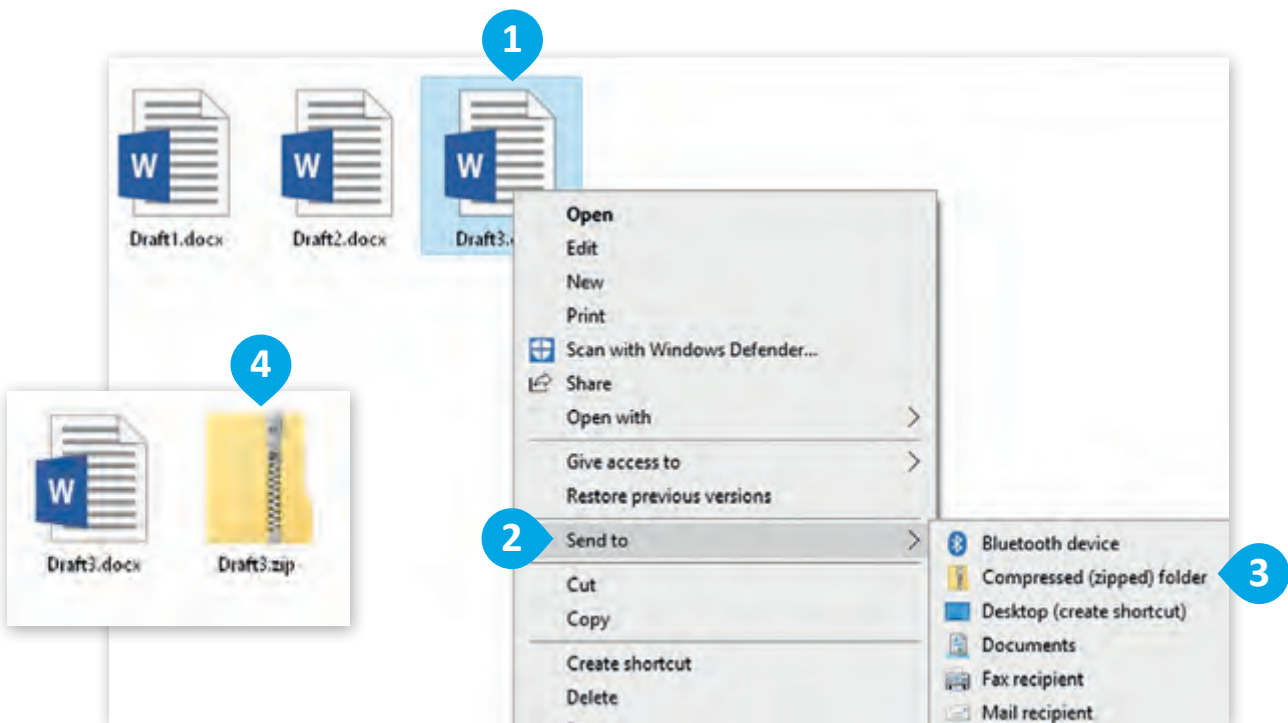 1
W
W
W
Draft1.docx
Draft2.docx
Draft3.
Open
Edit
New
Print
Scan with Windows Defender...
Share
Open with
Give access to
Restore previous versions
2
Send to
Cut
Copy
Create shortcut
Delete
Bluetooth device
Compressed (zipped) folder
3
Desktop (create shortcut)
Documents
Fax recipient
Mail recipient
4
W
Draft3.docx
Draft3.zip